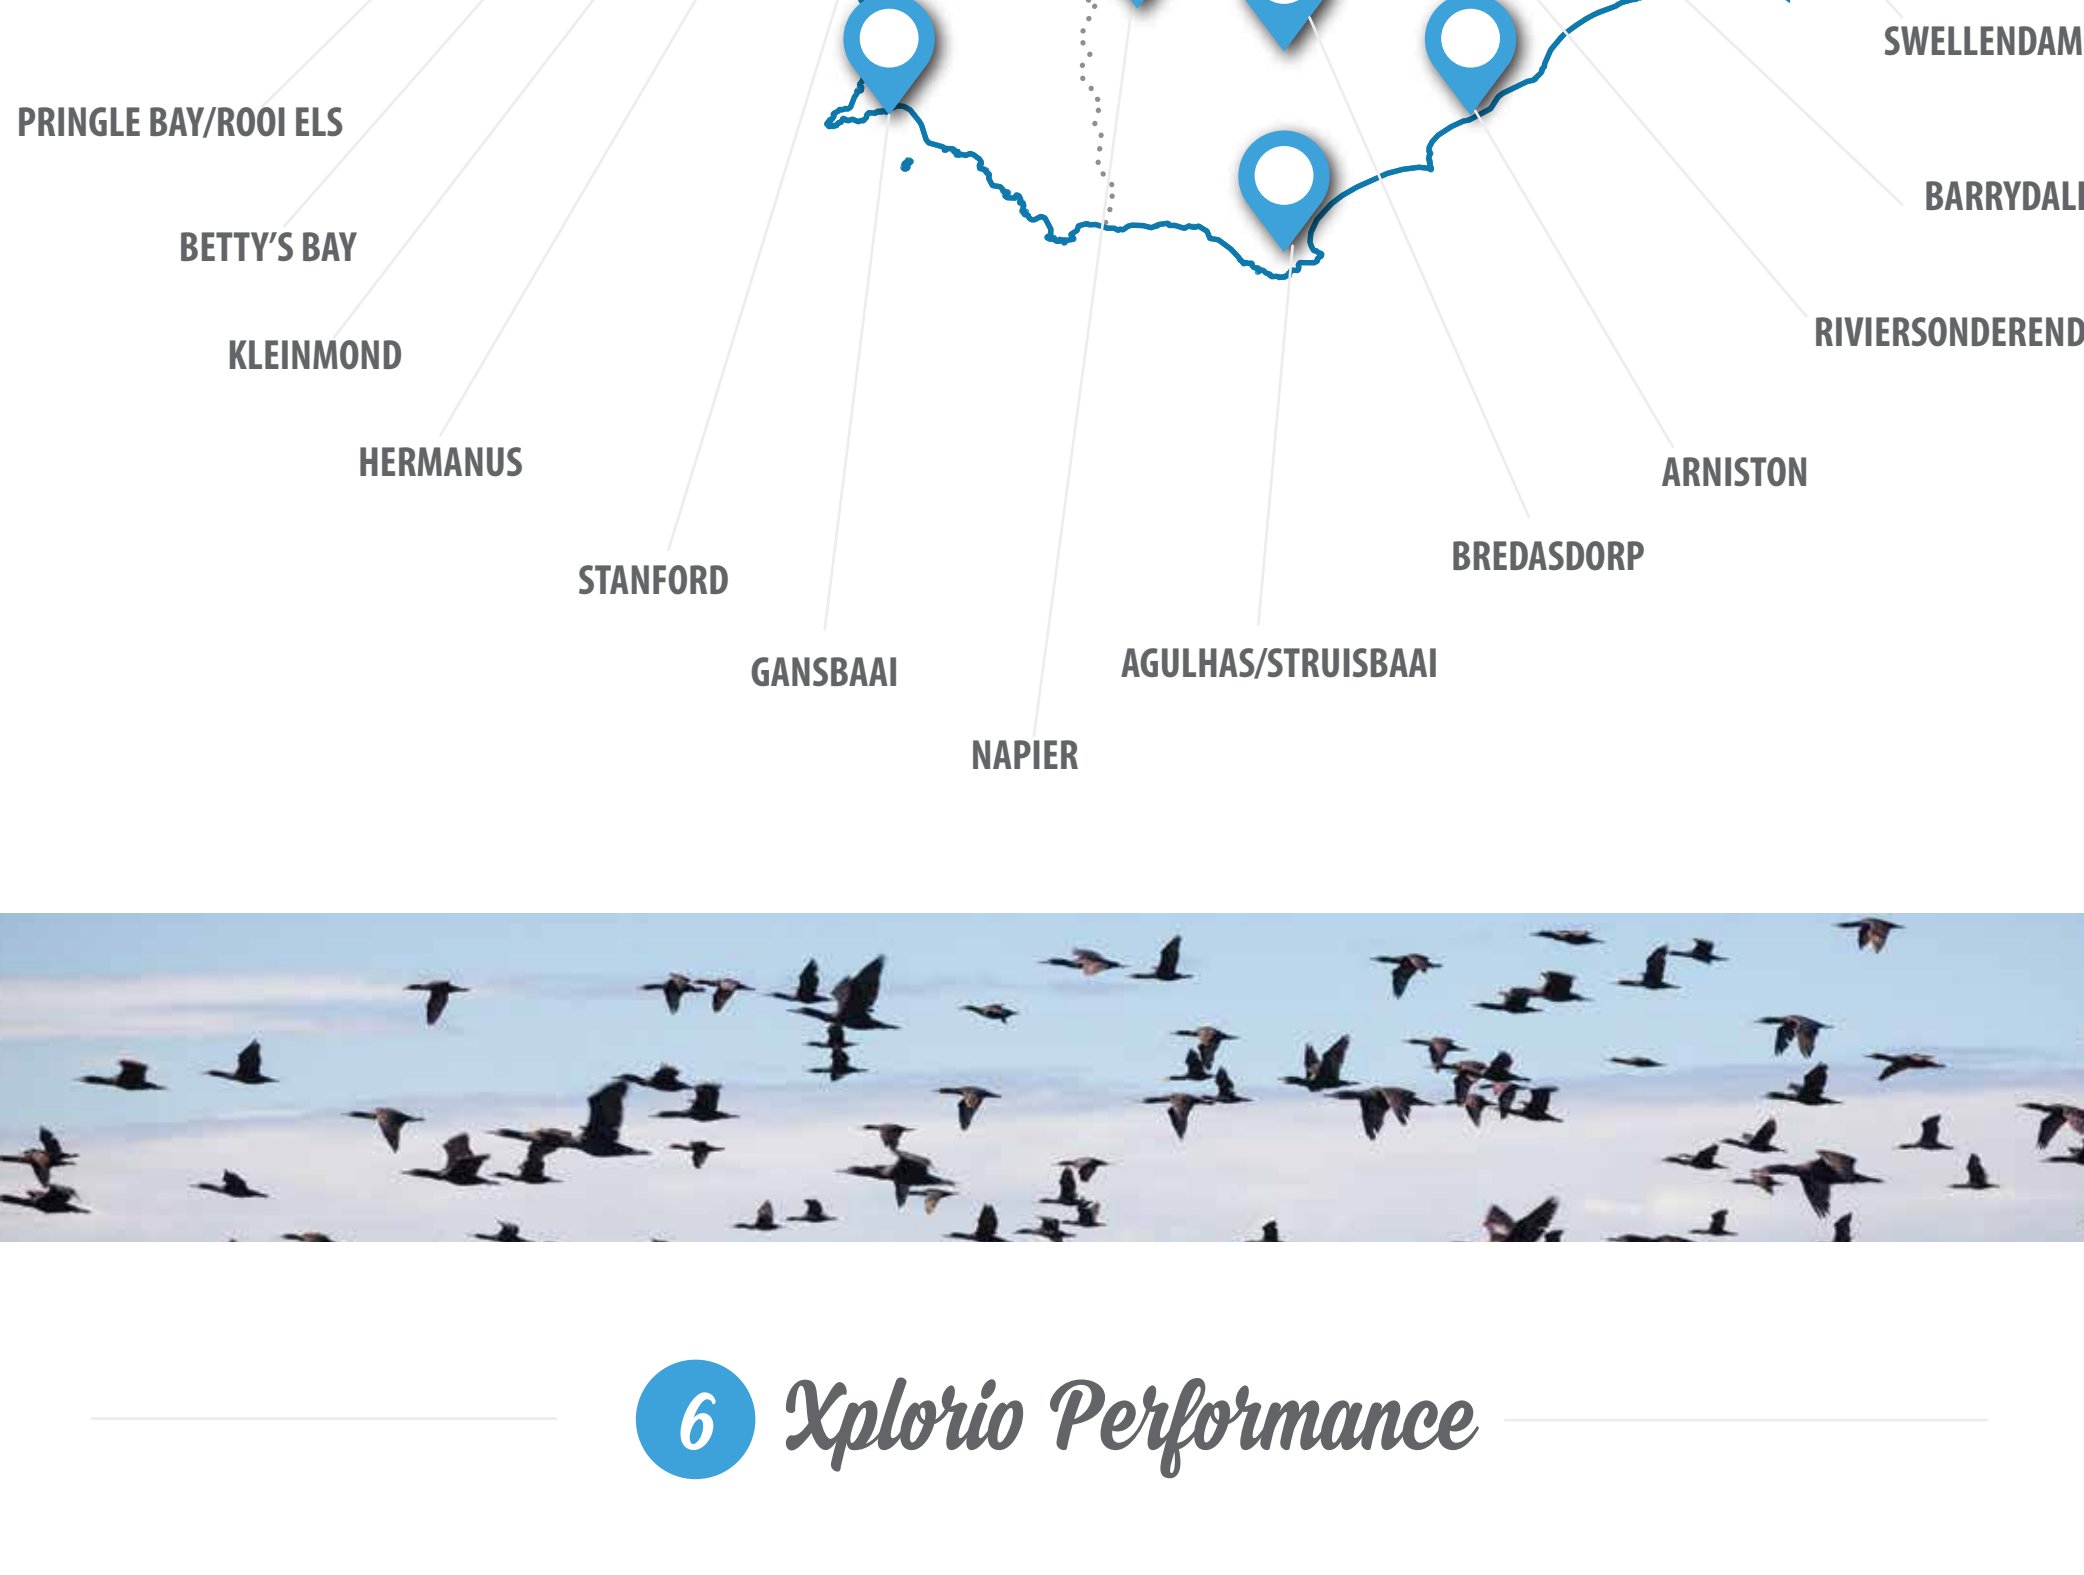 SWELLENDAM
PRINGLE BAY/ROOI ELS
BARRYDAL
BETTY'S BAY
RIVIERSONDEREND
KLEINMOND
HERMANUS
ARNISTON
BREDASDORP
STANFORD
AGULHAS/STRUISBAAI
GANSBAAI
NAPIER
6 Xplorio Performance